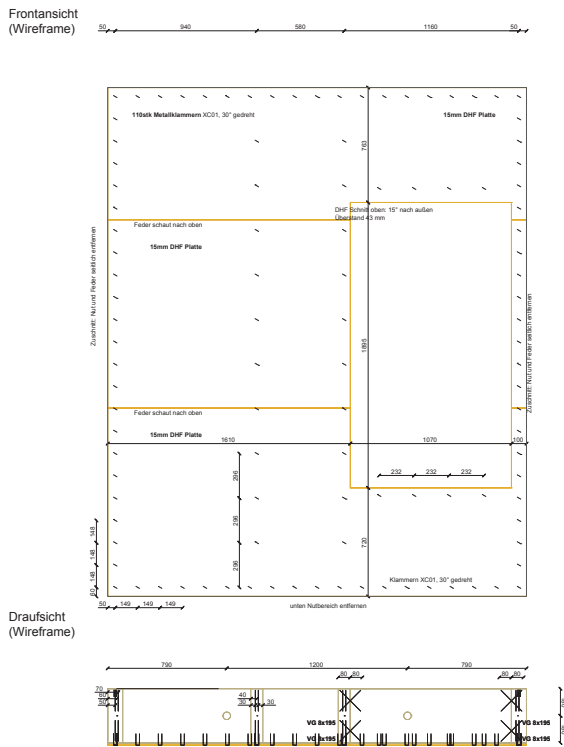 Frontansicht
(Wireframe)
50
940
580
1160
50
110stk Metallklammern XC01, 30° gedreht
15mm DHF Platte
763
DHF Schnitt oben: 15° nach außen
Überstand 43 mm
Feder schaut nach oben
15mm DHF Platte
Zuschnitt: Nut und Feder seitlich entfernen
Zuschnitt: Nut und Feder seitlich entfernen
1895
Feder schaut nach oben
15mm DHF Platte
1610
1070
100
232
232
232
296
296
296
148
148
148
60
720
Klammern XC01, 30° gedreht
50
149
149
149
unten Nutbereich entfernen
Draufsicht
(Wireframe)
790
1200
790
80
80
80
80
70
60
40
30
30
VG 8x195
VG 8x195
VG 8x195
VG 8x195